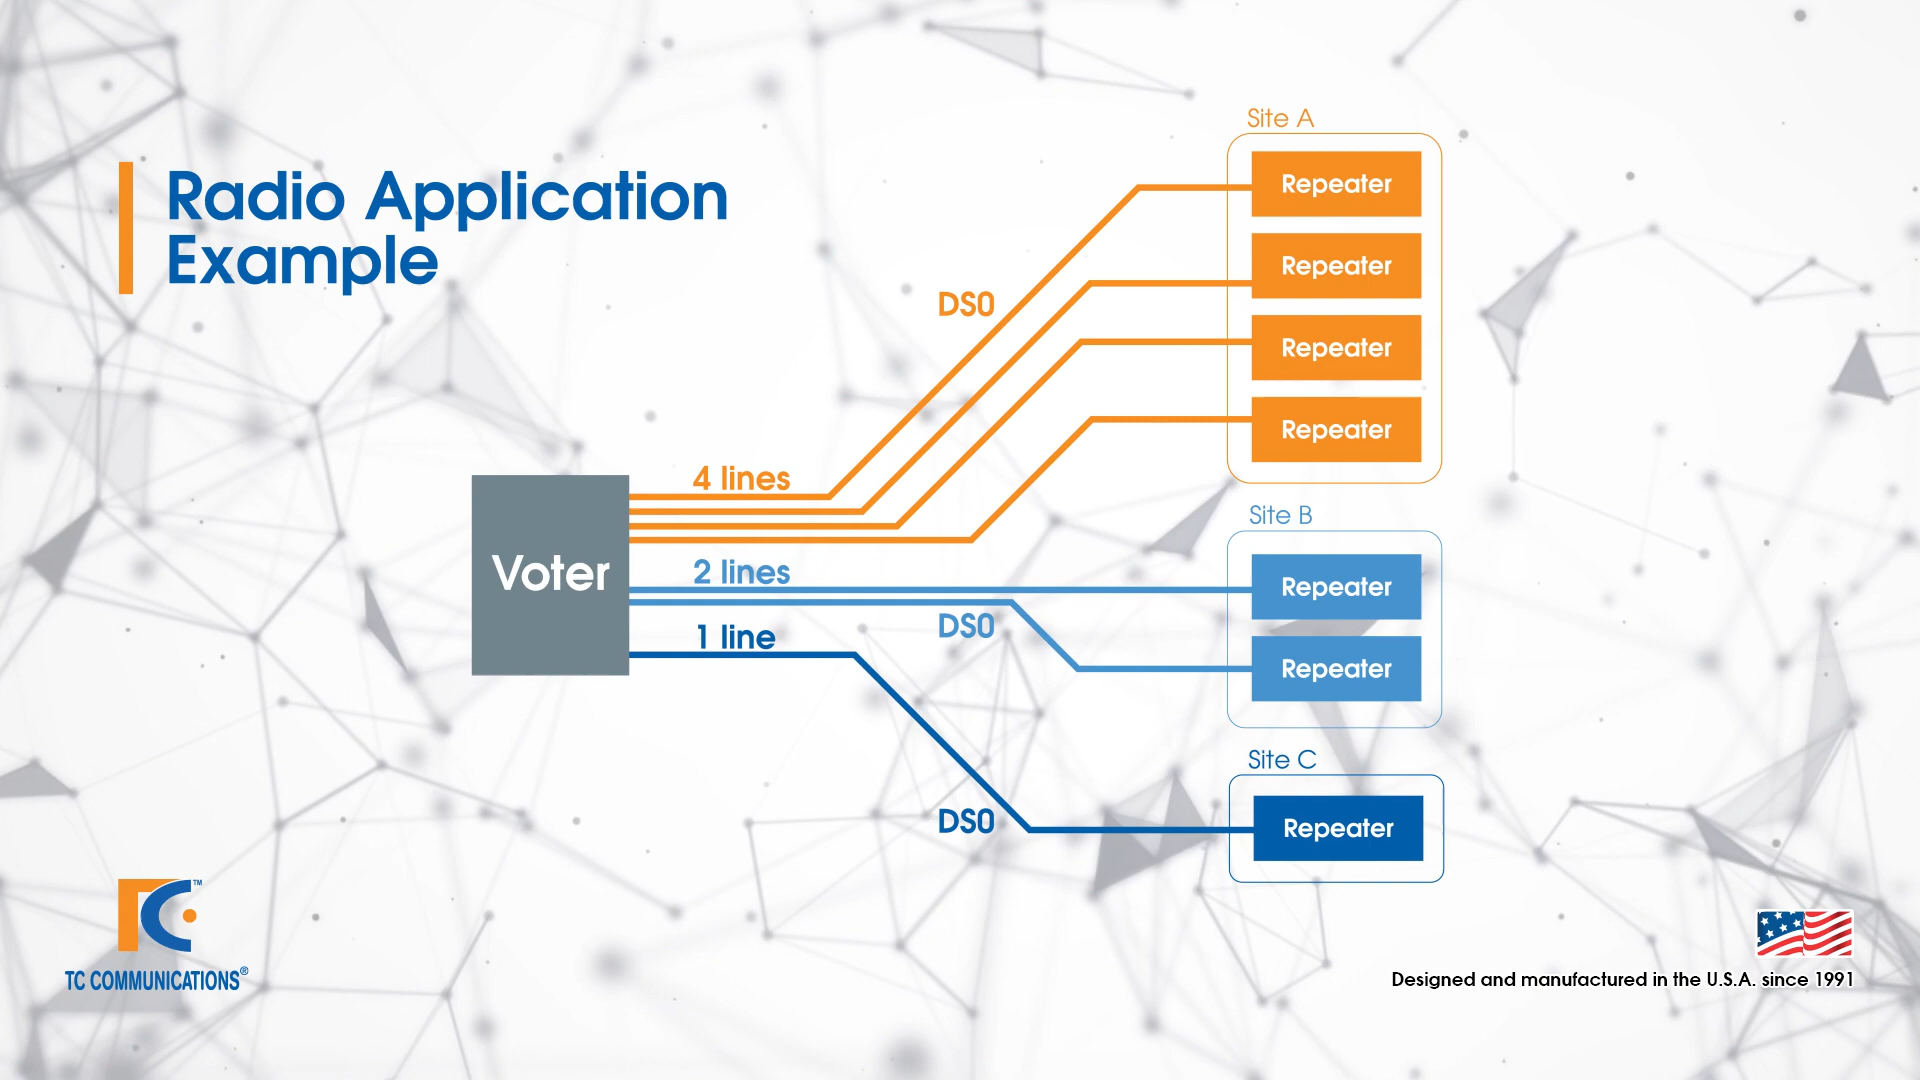 Radio Application
Example
Site A
Repeater
Repeater
DS0
Repeater
Repeater
4 lines
Voter
Site B
2 lines
Repeater
DS0
1 line
Repeater
Site C
DS0
Repeater
TM
TC COMMUNICATIONS®
Designed and manufactured in the U.S.A. since 1991